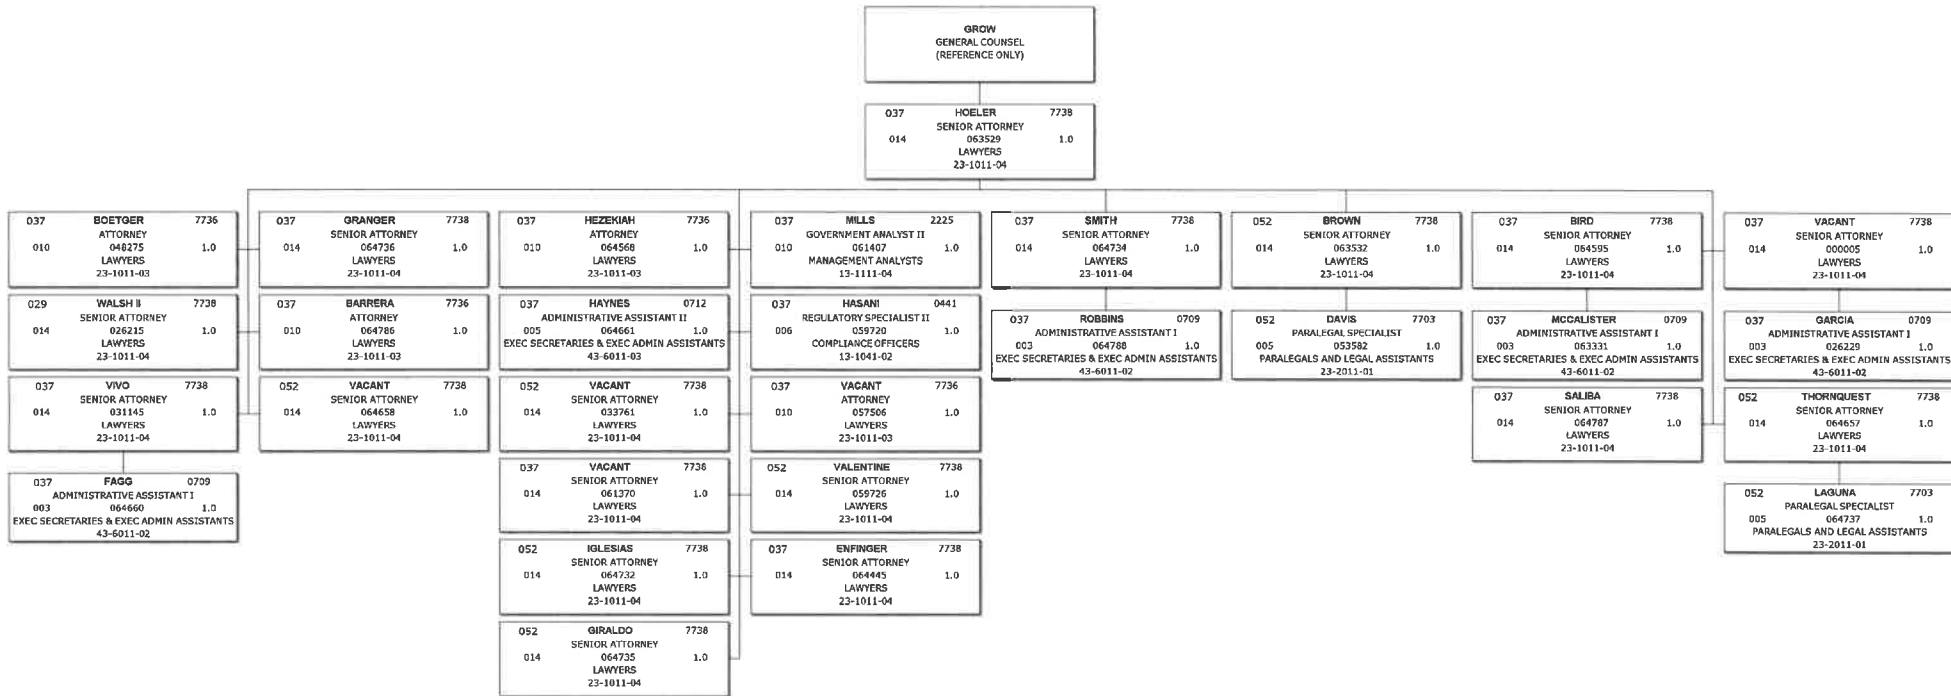 GROW
GENERAL COUNSEL
(REFERENCE ONLY)
037 HOELER 7738
SENIOR ATTORNEY
014 063529 1.0
LAWYERS
23-1011-04
037 BOETGER 7736
ATTORNEY
010 048275 1.0
LAWYERS
23-1011-03
037 GRANGER 7738
SENIOR ATTORNEY
014 064736 1.0
LAWYERS
23-1011-04
037 HEZEKIAH 7736
ATTORNEY
010 064568 1.0
LAWYERS
23-1011-03
037 MILLS 2225
GOVERNMENT ANALYST II
010 061407 1.0
MANAGEMENT ANALYSTS
13-1111-04
037 SMITH 7738
SENIOR ATTORNEY
014 064734 1.0
LAWYERS
23-1011-04
052 BROWN 7738
SENIOR ATTORNEY
014 063532 1.0
LAWYERS
23-1011-04
037 BIRD 7738
SENIOR ATTORNEY
014 064595 1.0
LAWYERS
23-1011-04
037 VACANT 7738
SENIOR ATTORNEY
014 000005 1.0
LAWYERS
23-1011-04
029 WALSH II 7738
SENIOR ATTORNEY
014 026215 1.0
LAWYERS
23-1011-04
037 BARRERA 7736
ATTORNEY
010 064786 1.0
LAWYERS
23-1011-03
037 HAYNES 0712
ADMINISTRATIVE ASSISTANT II
005 064661 1.0
EXEC SECRETARIES & EXEC ADMIN ASSISTANTS
43-6011-03
037 HASANI 0441
REGULATORY SPECIALIST II
006 059720 1.0
COMPLIANCE OFFICERS
13-1041-02
037 ROBBINS 0709
ADMINISTRATIVE ASSISTANT I
003 064788 1.0
EXEC SECRETARIES & EXEC ADMIN ASSISTANTS
43-6011-02
052 DAVIS 7703
PARALEGAL SPECIALIST
005 053582 1.0
PARALEGALS AND LEGAL ASSISTANTS
23-2011-01
037 MCCALISTER 0709
ADMINISTRATIVE ASSISTANT I
003 063331 1.0
EXEC SECRETARIES & EXEC ADMIN ASSISTANTS
43-6011-02
037 GARCIA 0709
ADMINISTRATIVE ASSISTANT I
003 026229 1.0
EXEC SECRETARIES & EXEC ADMIN ASSISTANTS
43-6011-02
037 VIVO 7738
SENIOR ATTORNEY
014 031145 1.0
LAWYERS
23-1011-04
052 VACANT 7738
SENIOR ATTORNEY
014 064658 1.0
LAWYERS
23-1011-04
052 VACANT 7738
SENIOR ATTORNEY
014 033761 1.0
LAWYERS
23-1011-04
037 VACANT 7736
ATTORNEY
010 057506 1.0
LAWYERS
23-1011-03
037 SALIBA 7738
SENIOR ATTORNEY
014 064787 1.0
LAWYERS
23-1011-04
052 THORNQUEST 7738
SENIOR ATTORNEY
014 064657 1.0
LAWYERS
23-1011-04
037 FAGG 0709
ADMINISTRATIVE ASSISTANT I
003 064660 1.0
EXEC SECRETARIES & EXEC ADMIN ASSISTANTS
43-6011-02
037 VACANT 7738
SENIOR ATTORNEY
014 061370 1.0
LAWYERS
23-1011-04
052 VALENTINE 7738
SENIOR ATTORNEY
014 059726 1.0
LAWYERS
23-1011-04
052 LAGUNA 7703
PARALEGAL SPECIALIST
005 064737 1.0
PARALEGALS AND LEGAL ASSISTANTS
23-2011-01
052 IGLESIAS 7738
SENIOR ATTORNEY
014 064732 1.0
LAWYERS
23-1011-04
037 ENFINGER 7738
SENIOR ATTORNEY
014 064445 1.0
LAWYERS
23-1011-04
052 GIRALDO 7738
SENIOR ATTORNEY
014 064735 1.0
LAWYERS
23-1011-04